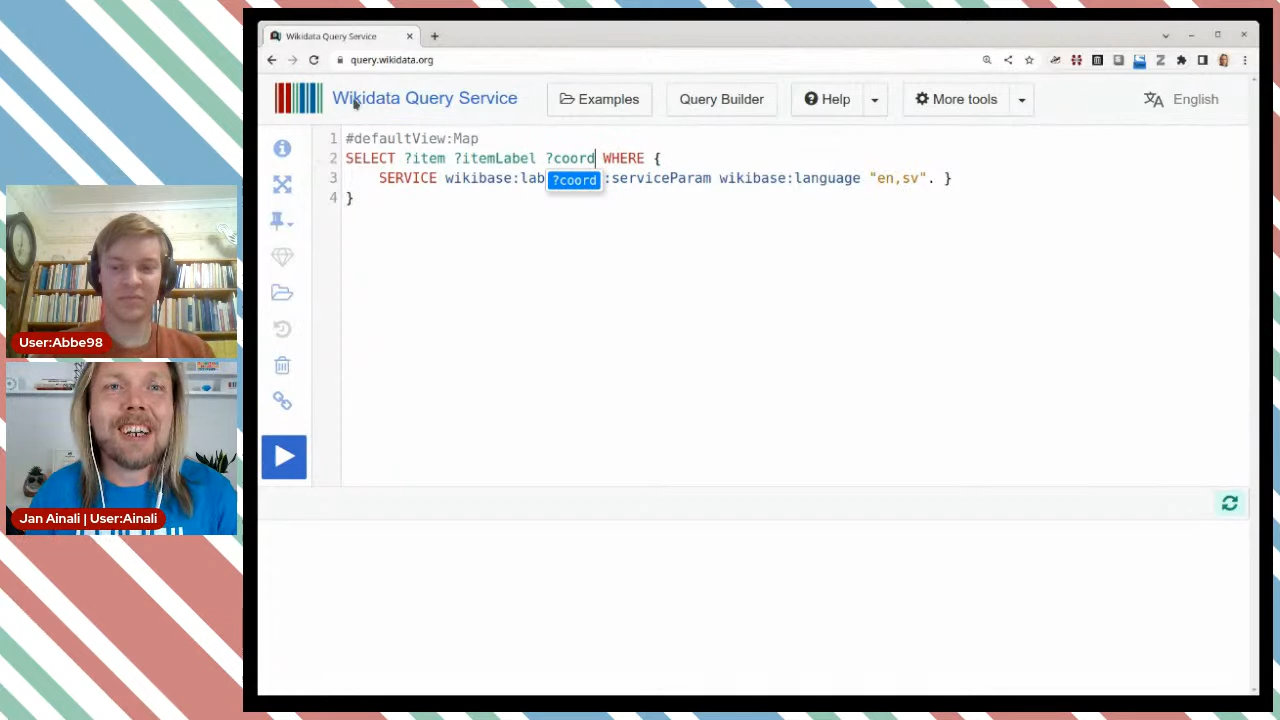 Wikidata Query Service
query.wikidata.org
Wikidata Query Service
Examples
Query Builder
Help
More tools
English
1 #defaultView:Map
2 SELECT ?item ?itemLabel ?coord WHERE {
3 SERVICE wikibase:lab :serviceParam wikibase:language "en,sv". }
?coord
4 }
User:Abbe98
Jan Ainali | User:Ainali